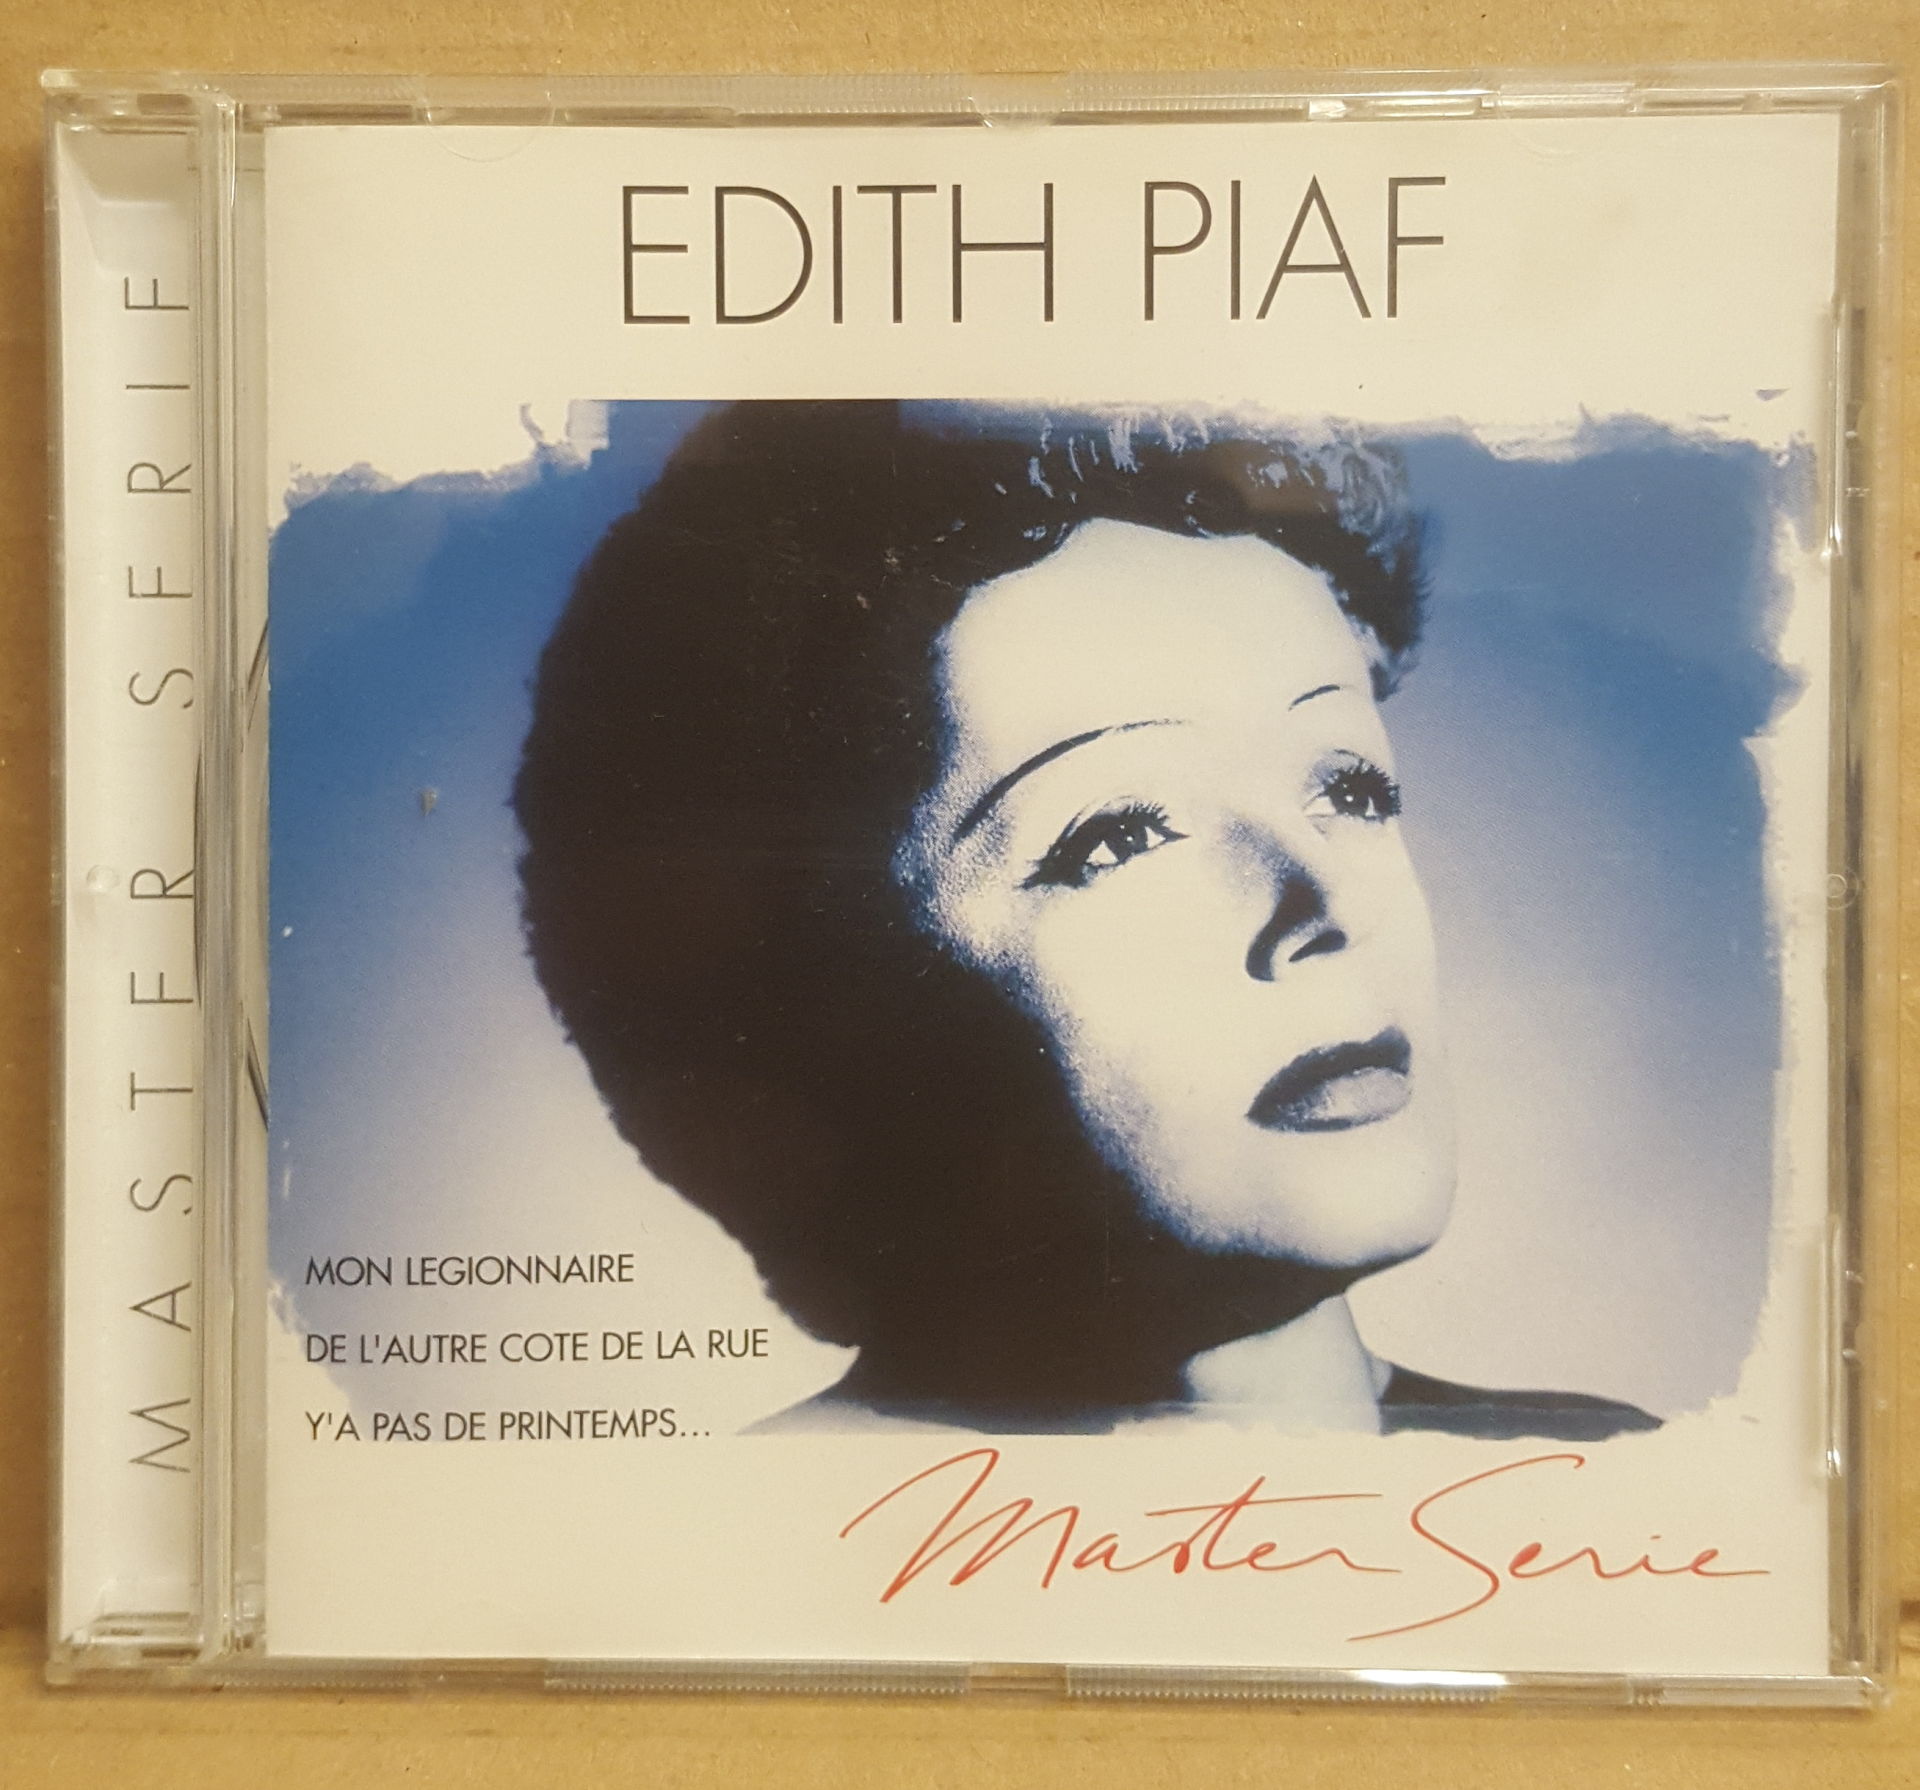 MASTER SERIE
EDITH PIAF
MON LEGIONNAIRE
DE L'AUTRE COTE DE LA RUE
Y'A PAS DE PRINTEMPS...
Master Serie